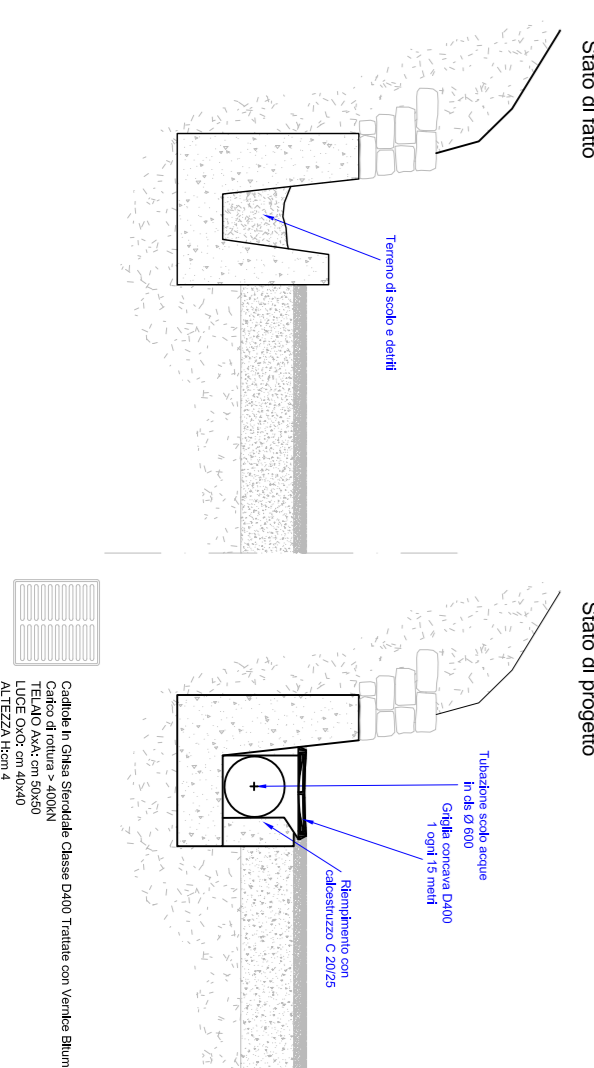 Stato di fatto
Terreno di scolo e detriti
Stato di progetto
Tubazione scolo acque
in cls Ø 600
Griglia concava D400
1 ogni 15 metri
Riempimento con
calcestruzzo C 20/25
Caditoie in Ghisa Sferoidale Classe D400 Trattate con Vernice Bitum
Carico di rottura > 400kN
TELAIO AxA: cm 50x50
LUCE OxO: cm 40x40
ALTEZZA H:cm 4